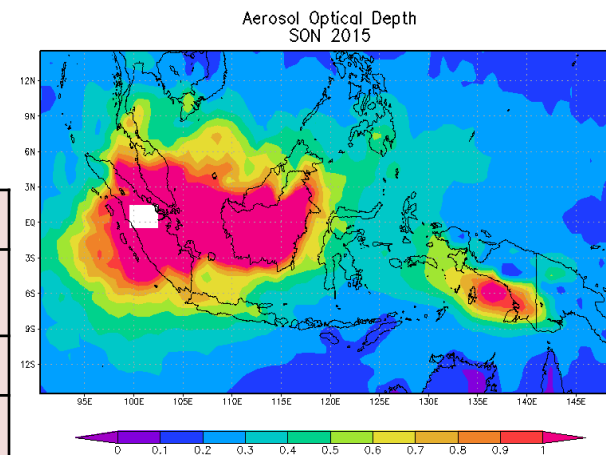 Aerosol Optical Depth
SON 2015
12N
9N
6N
3N
EQ
3S
6S
9S
12S
95E 100E 105E 110E 115E 120E 125E 130E 135E 140E 145E
0 0.1 0.2 0.3 0.4 0.5 0.6 0.7 0.8 0.9 1